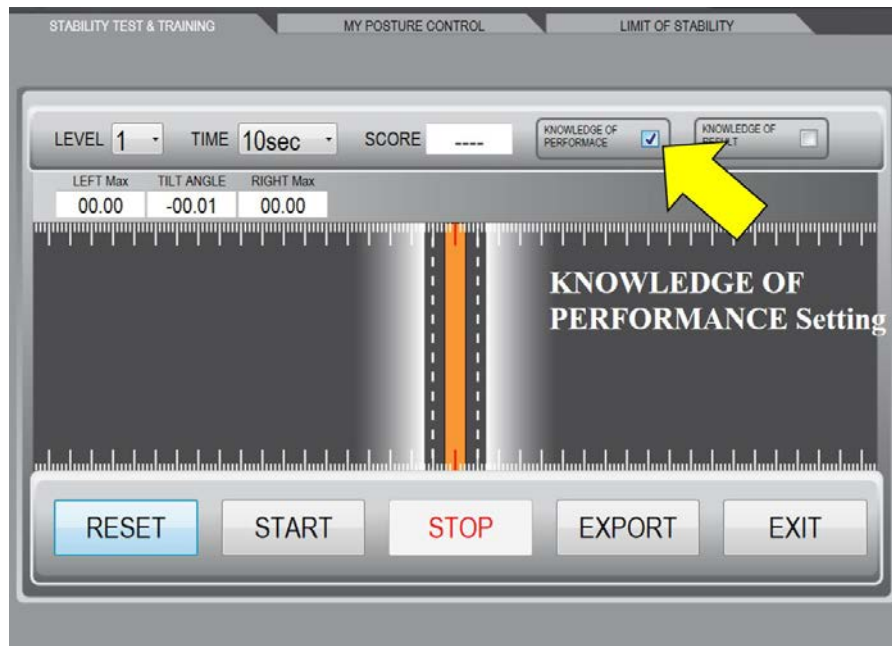 STABILITY TEST & TRAINING MY POSTURE CONTROL LIMIT OF STABILITY
LEVEL 1 TIME 10sec SCORE ----
KNOWLEDGE OF
PERFORMACE
KNOWLEDGE OF
LEFT Max TILT ANGLE RIGHT Max
00.00 -00.01 00.00
KNOWLEDGE OF
PERFORMANCE Setting
RESET START STOP EXPORT EXIT